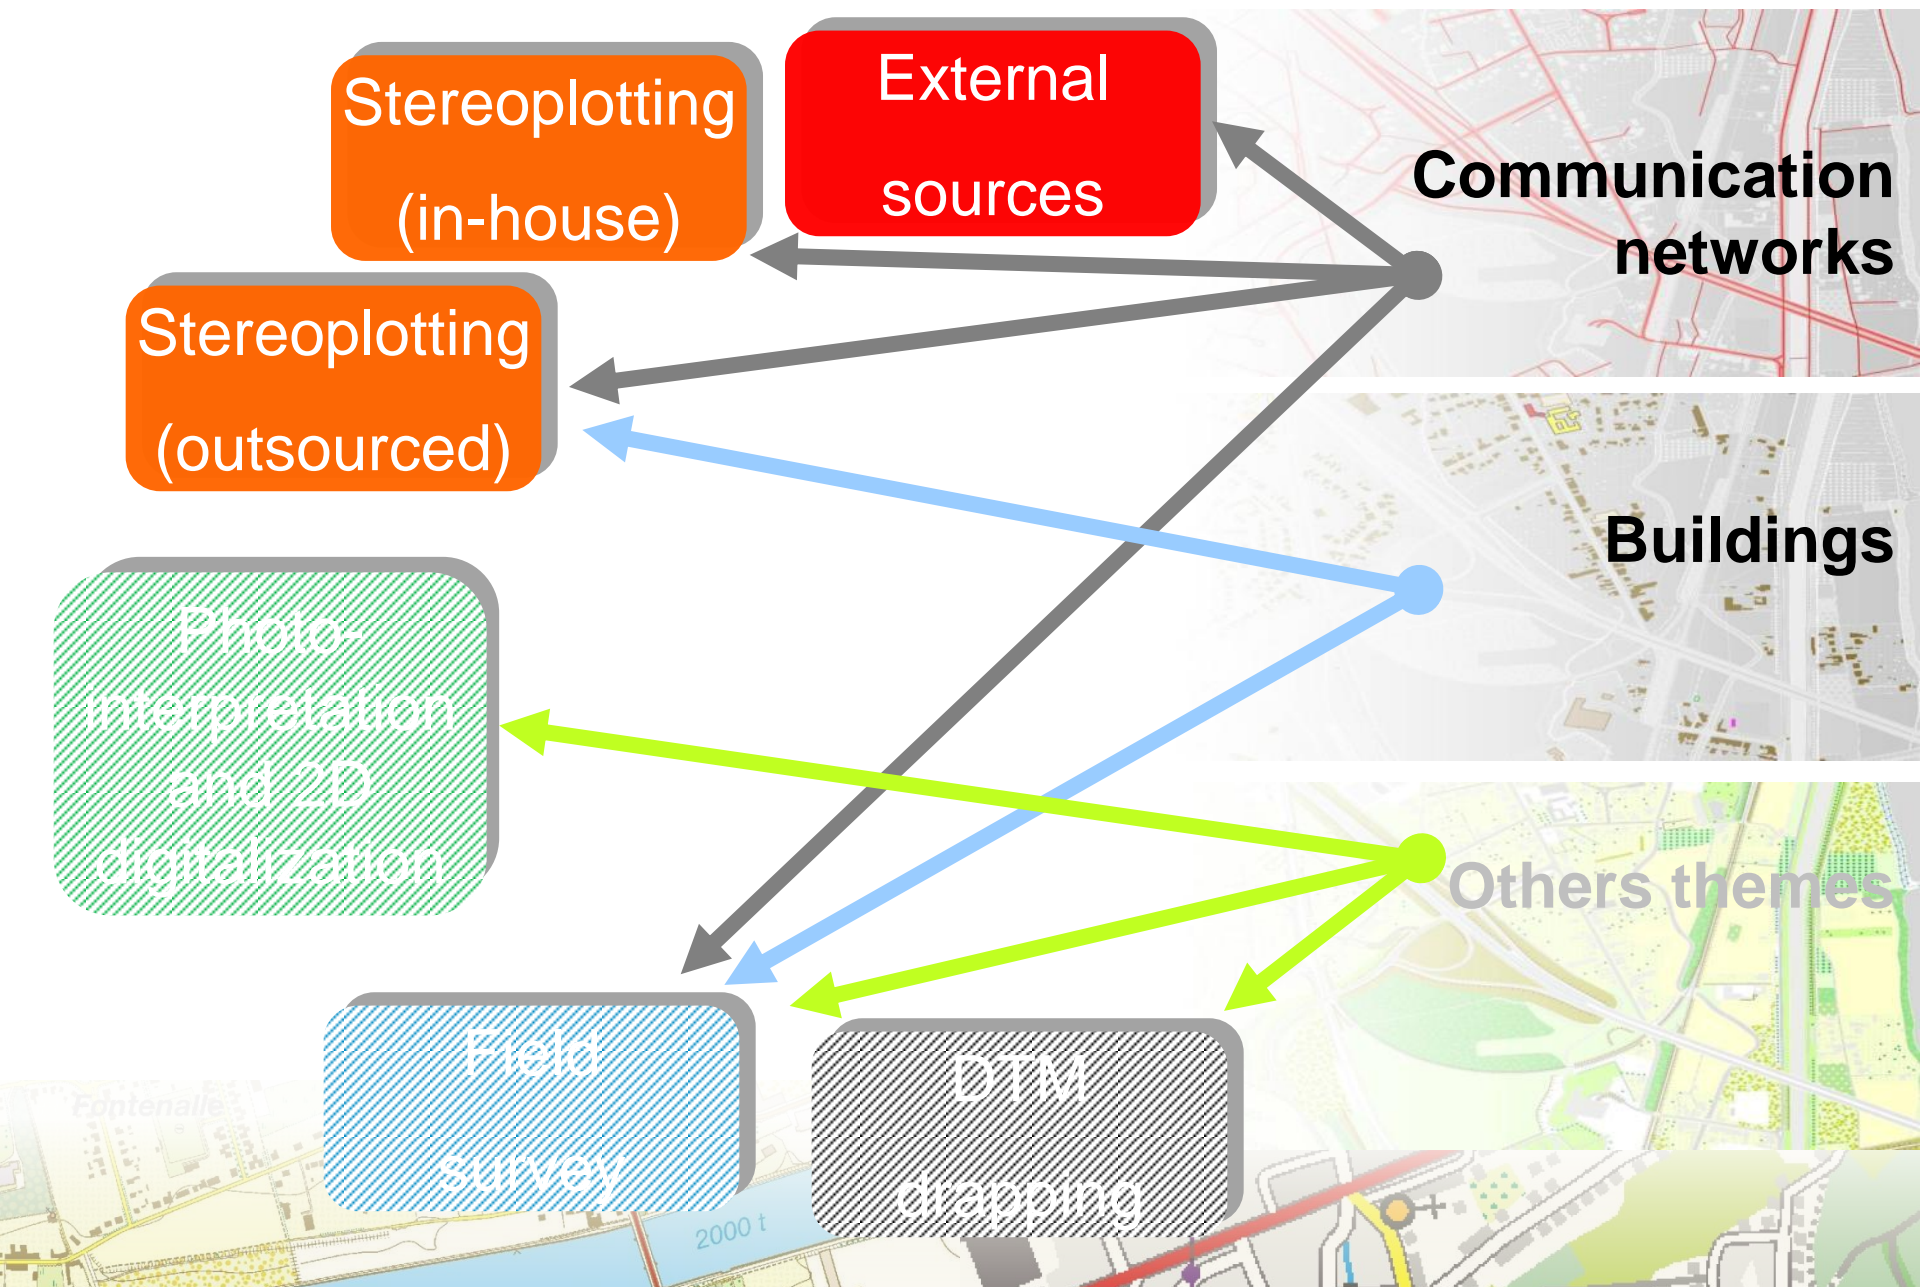 Stereoplotting
(in-house)
External
sources
Communication
networks
Stereoplotting
(outsourced)
Buildings
Photo-
interpretation
and 2D
digitalization
Others themes
Field
survey
DTM
drapping
Fontenalle
2000 t